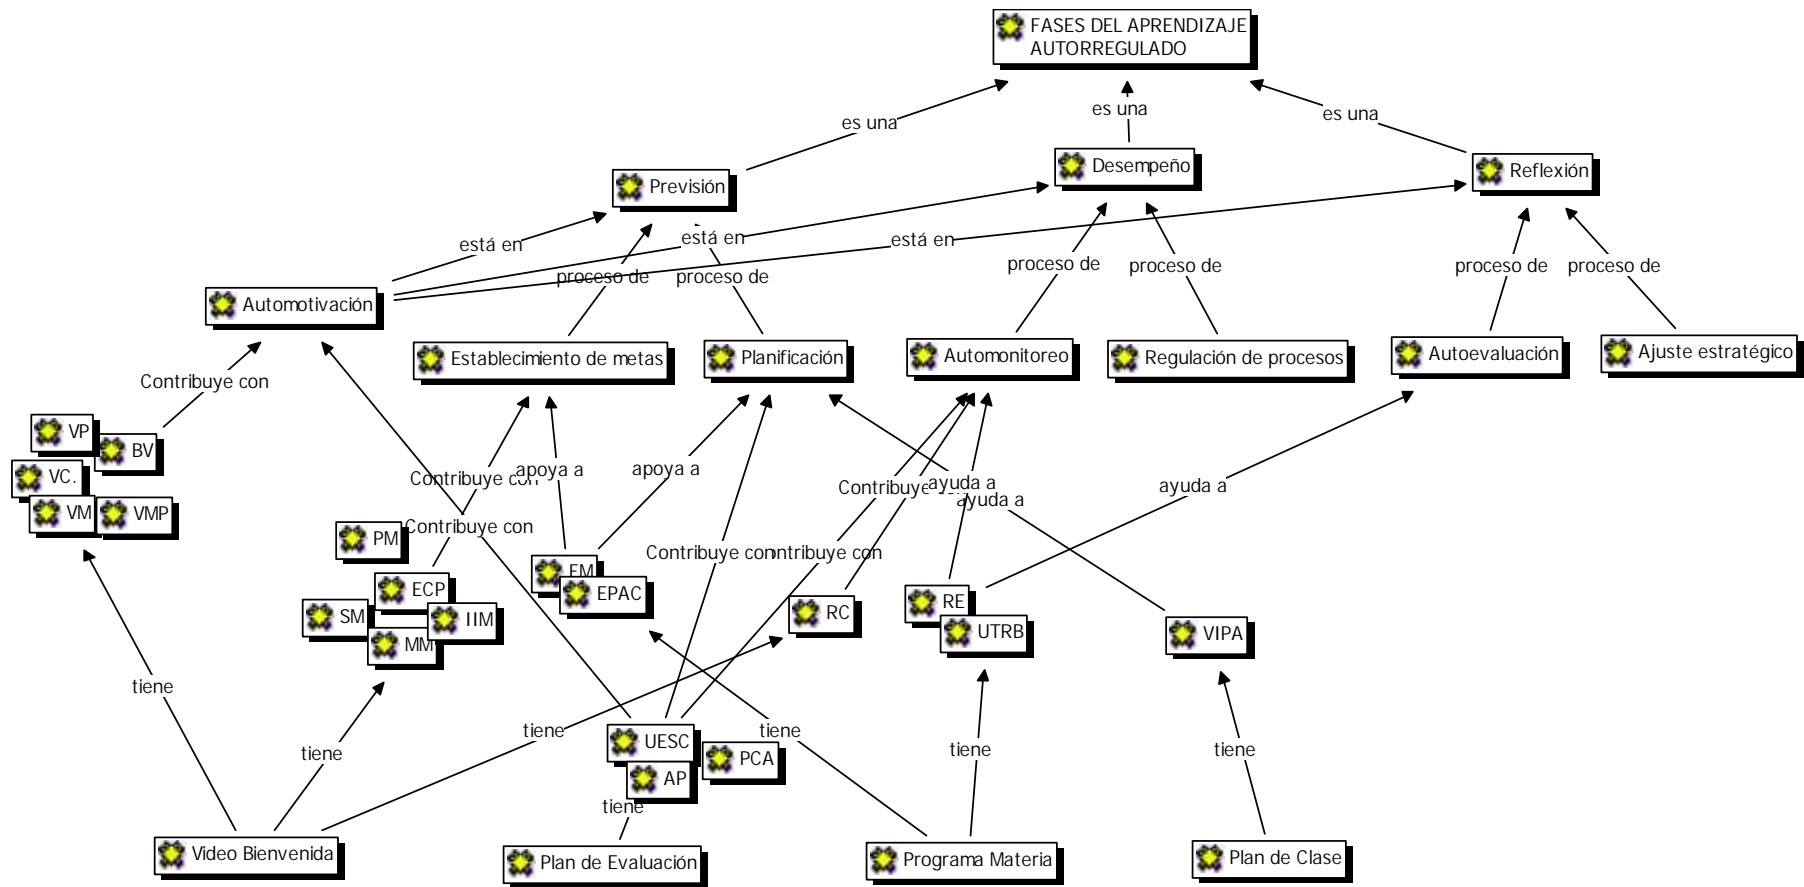 FASES DEL APRENDIZAJE
AUTORREGULADO
es una
es una
es una
Previsión
Desempeño
Reflexión
está en
está en
está en
proceso de
proceso de
proceso de
proceso de
proceso de
proceso de
Automotivación
Establecimiento de metas
Planificación
Automonitoreo
Regulación de procesos
Autoevaluación
Ajuste estratégico
Contribuye con
VP
BV
VC.
VM
VMP
Contribuye con
apoya a
apoya a
Contribuye
ayuda a
ayuda a
ayuda a
Contribuye con
Contribuye con
ntribuye con
PM
ECP
SM
IIM
MM
EPAC
RC
RE
UTRB
VIPA
tiene
tiene
tiene
tiene
tiene
tiene
UESC
PCA
AP
tiene
Video Bienvenida
Plan de Evaluación
Programa Materia
Plan de Clase